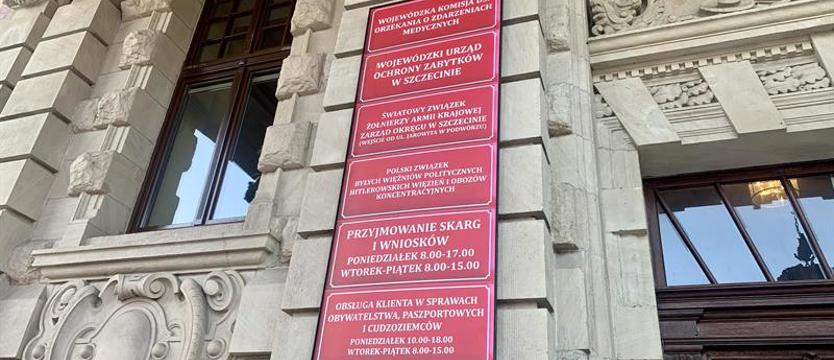 WOJEWÓDZKA KOMISJA DS.
ORZEKANIA O ZDARZENIACH
MEDYCZNYCH
WOJEWÓDZKI URZĄD
OCHRONY ZABYTKÓW
W SZCZECINIE
ŚWIATOWY ZWIĄZEK
ŻOŁNIERZY ARMII KRAJOWEJ
ZARZĄD OKRĘGU W SZCZECINIE
(WEJŚCIE OD UL. JAROWITA W PODWÓRZU)
POLSKI ZWIĄZEK
BYŁYCH WIĘŹNIÓW POLITYCZNYCH
HITLEROWSKICH WIĘZIEŃ I OBOZÓW
KONCENTRACYJNYCH
PRZYJMOWANIE SKARG
I WNIOSKÓW
PONIEDZIAŁEK 8.00-17.00
WTOREK-PIĄTEK 8.00-15.00
OBSŁUGA KLIENTA W SPRAWACH
OBYWATELSTWA, PASZPORTOWYCH
I CUDZOZIEMCÓW
PONIEDZIAŁEK 10.00-18.00
WTOREK-PIĄTEK 8.00-15.00